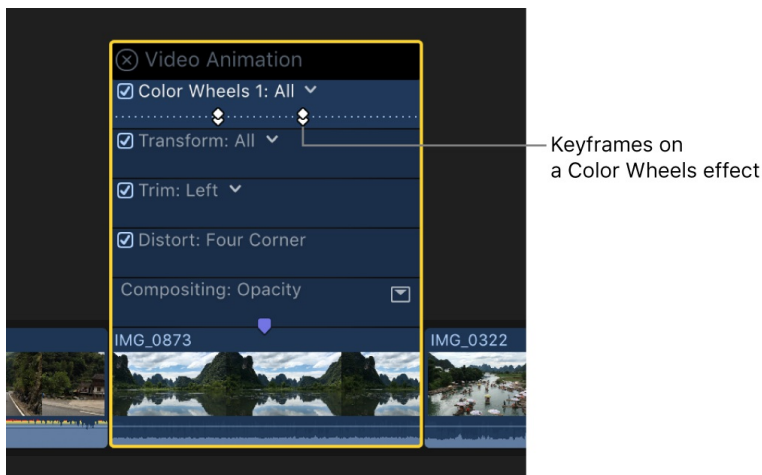 Video Animation
Color Wheels 1: All
Transform: All
Trim: Left
Distort: Four Corner
Compositing: Opacity
IMG_0873
IMG_0322
Keyframes on
a Color Wheels effect